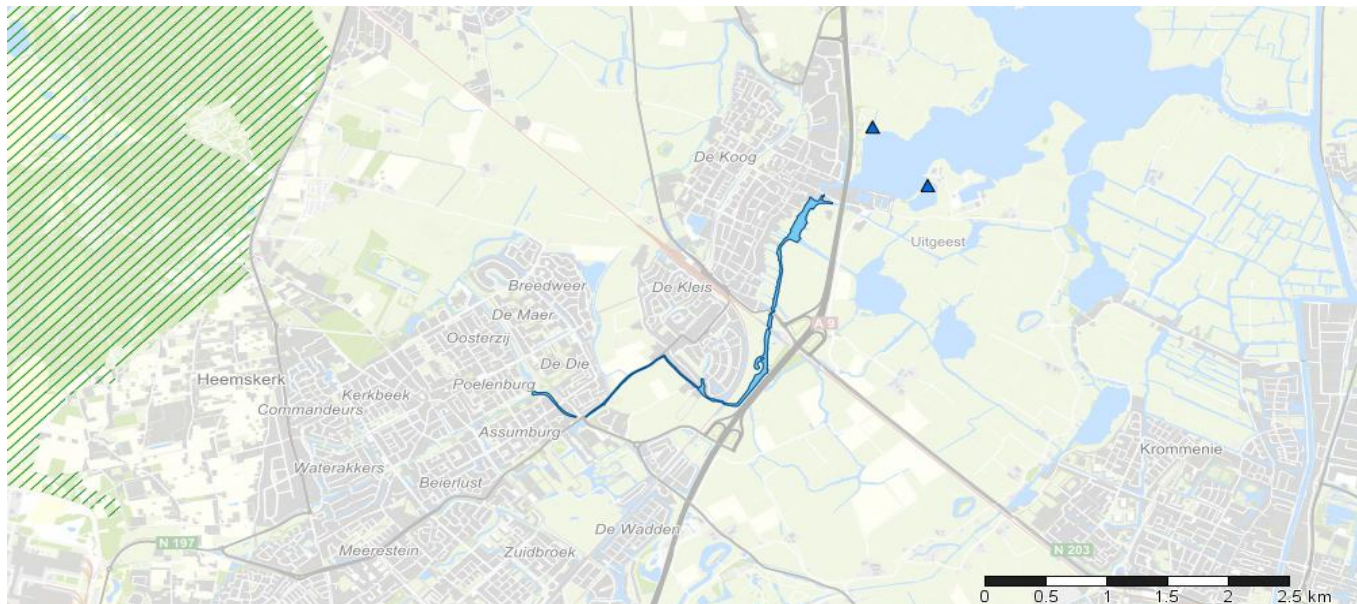 De Koog
Uitgeest
De Kleis
Breedweer
De Maer
A 9
Oosterzij
De Die
Heemskerk
Poelenburg
Kerkbeek
Commandeurs
Assumburg
Krommenie
Waterakkers
Beierlust
De Wadden
N 197
Meerestein
Zuidbroek
N 203
0 0.5 1 1.5 2 2.5 km